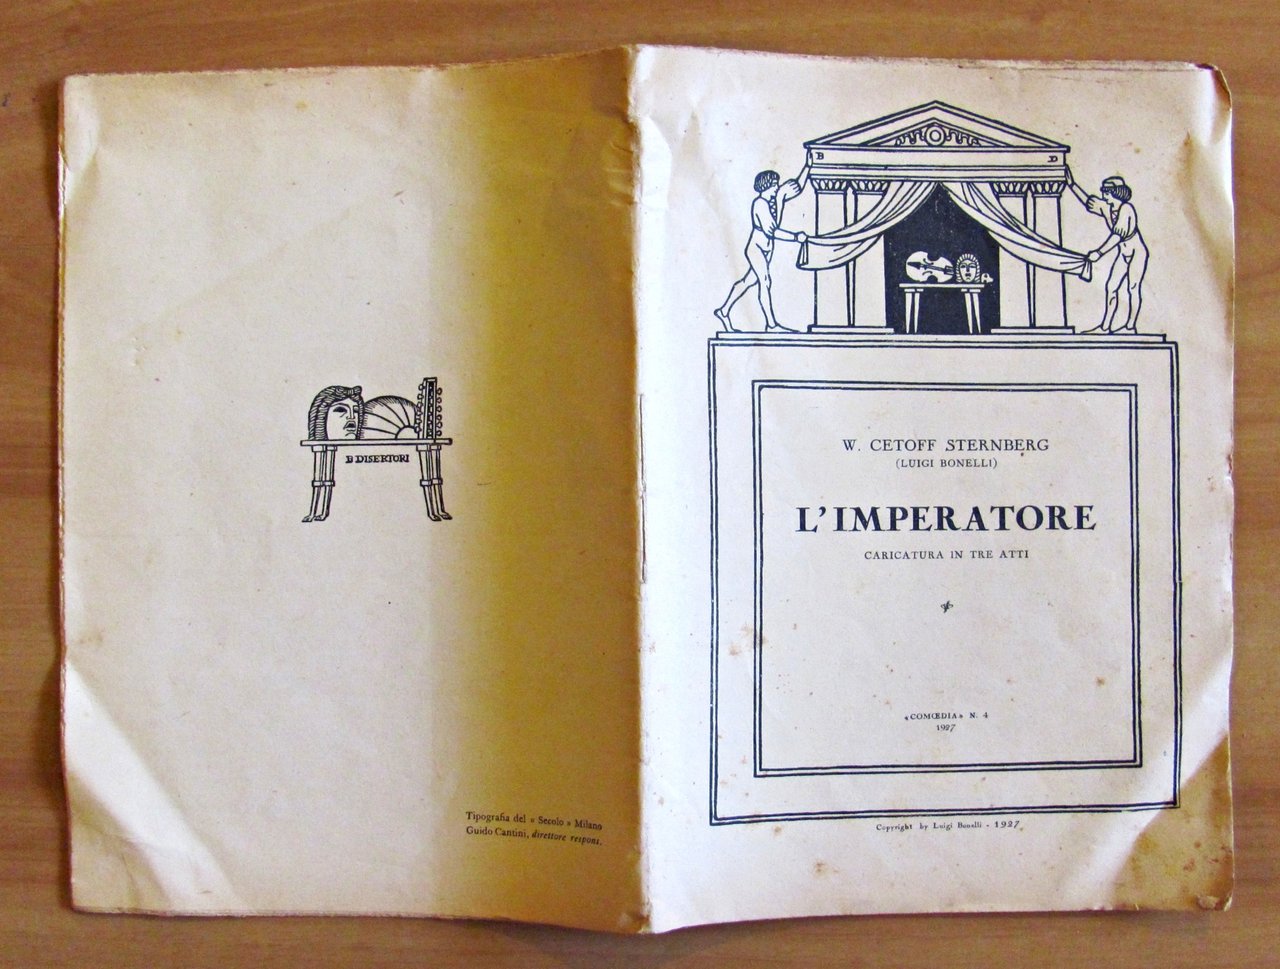 B DISERTORI
Tipografia del « Secolo » Milano
Guido Cantini, direttore respons.
B D
W. CETOFF STERNBERG
(LUIGI BONELLI)
L'IMPERATORE
CARICATURA IN TRE ATTI
«COMŒDIA» N. 4
1927
Copyright by Luigi Bonelli - 1927